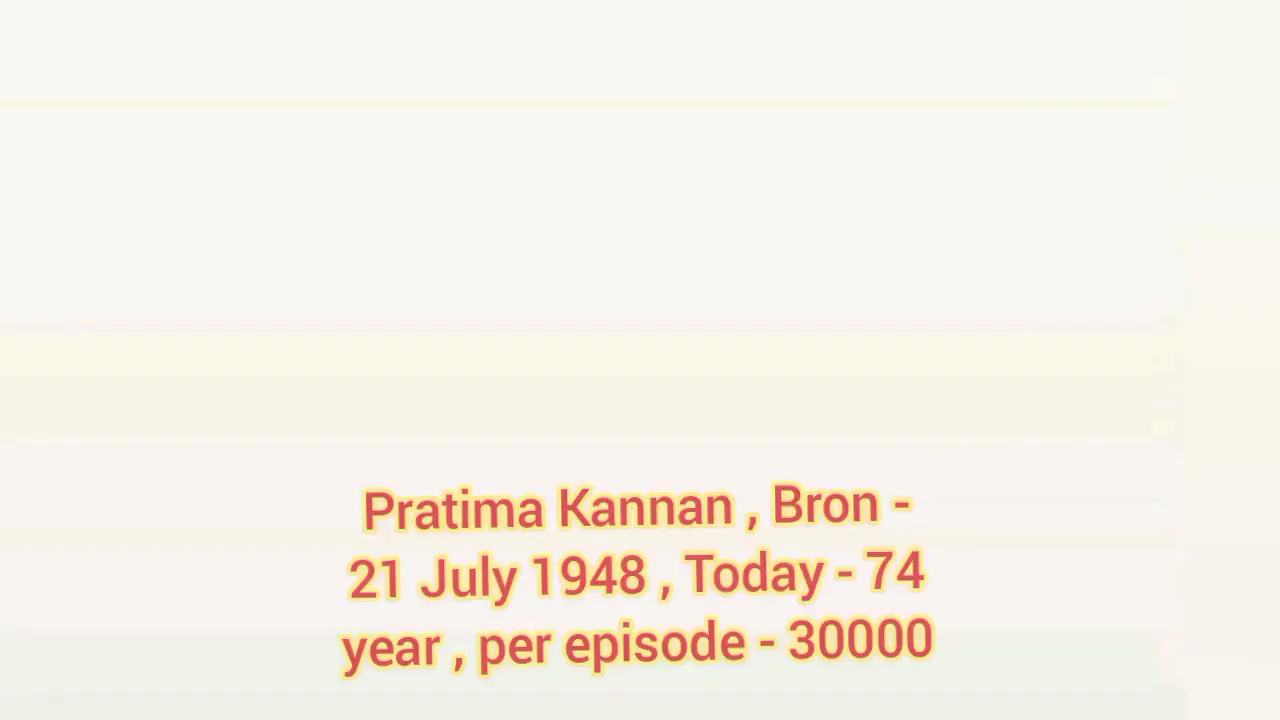 Pratima Kannan , Bron -
21 July 1948 , Today - 74
year , per episode - 30000